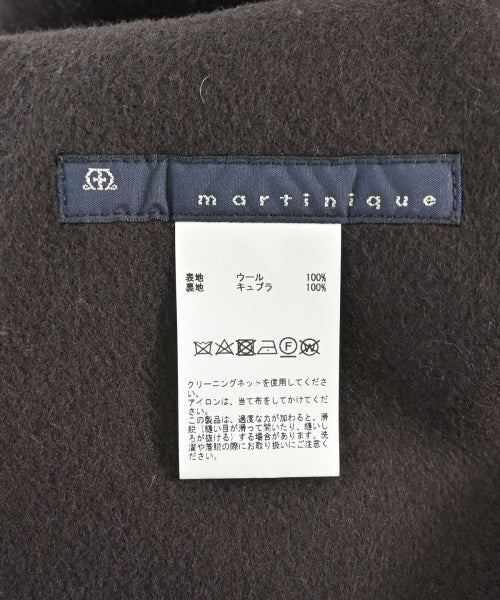 martinique
表地 ウール 100%
裏地 キュプラ 100%
クリーニングネットを使用してくださ
い。
アイロンは、当て布をしてかけてくだ
さい。
この製品は、過度な力が加わると、滑
脱（縫い目が滑って開いたり、縫いし
ろが抜ける）する場合があります。洗
濯や着脱の際にお取り扱いにご注意く
ださい。